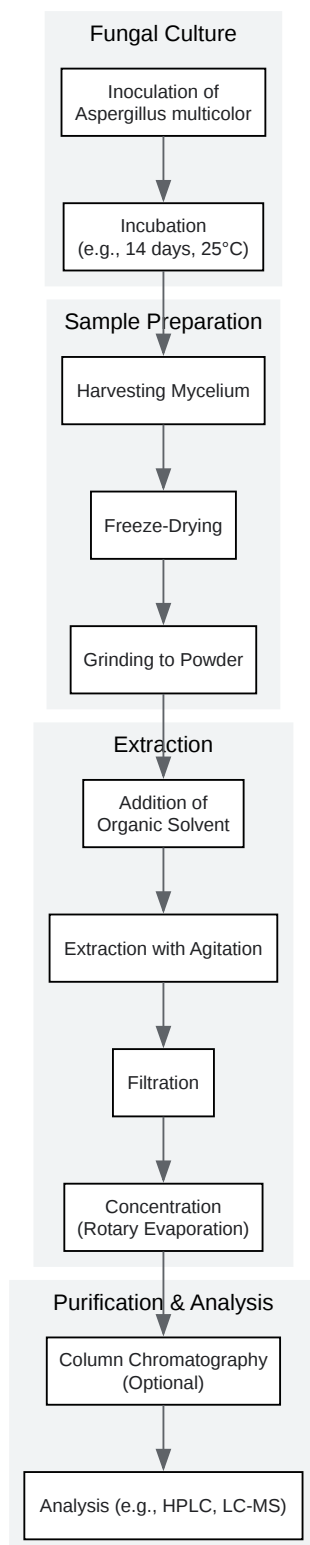 Fungal Culture
Inoculation of
Aspergillus multicolor
Incubation
(e.g., 14 days, 25°C)
Sample Preparation
Harvesting Mycelium
Freeze-Drying
Grinding to Powder
Extraction
Addition of
Organic Solvent
Extraction with Agitation
Filtration
Concentration
(Rotary Evaporation)
Purification & Analysis
Column Chromatography
(Optional)
Analysis (e.g., HPLC, LC-MS)